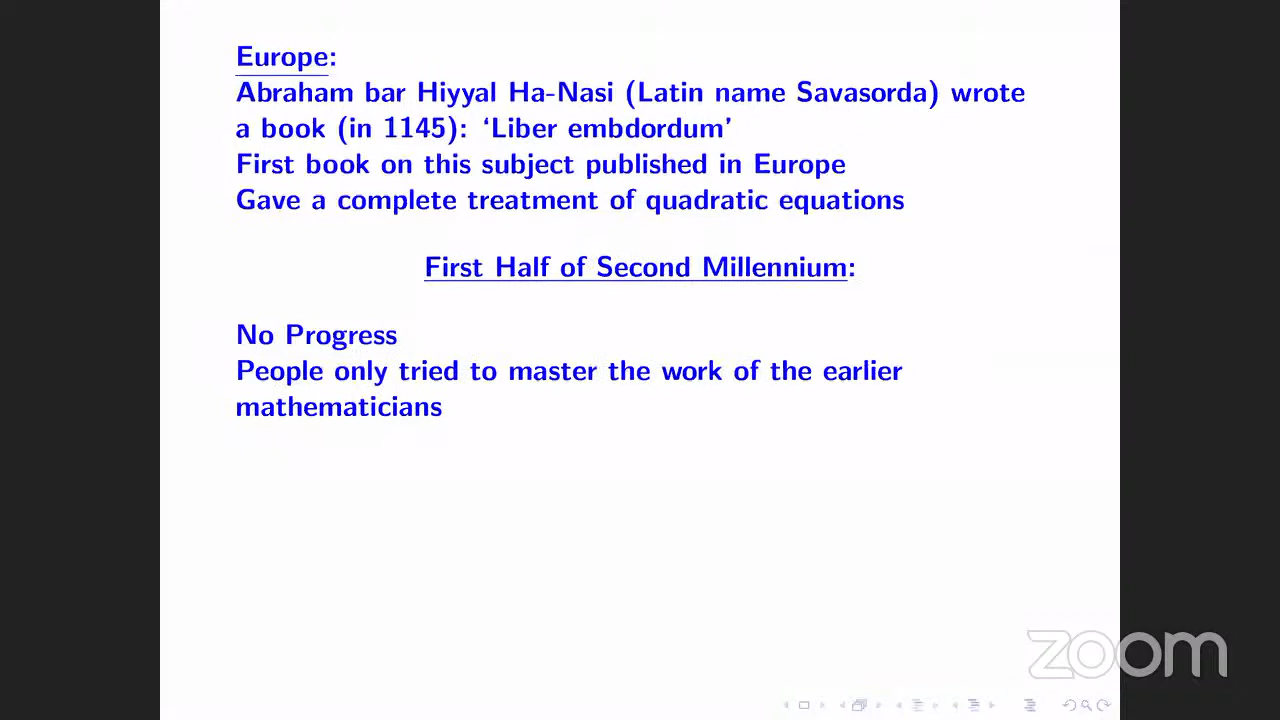 Europe:
Abraham bar Hiyyal Ha-Nasi (Latin name Savasorda) wrote
a book (in 1145): ‘Liber embdordum’
First book on this subject published in Europe
Gave a complete treatment of quadratic equations
First Half of Second Millennium:
No Progress
People only tried to master the work of the earlier
mathematicians
zoom